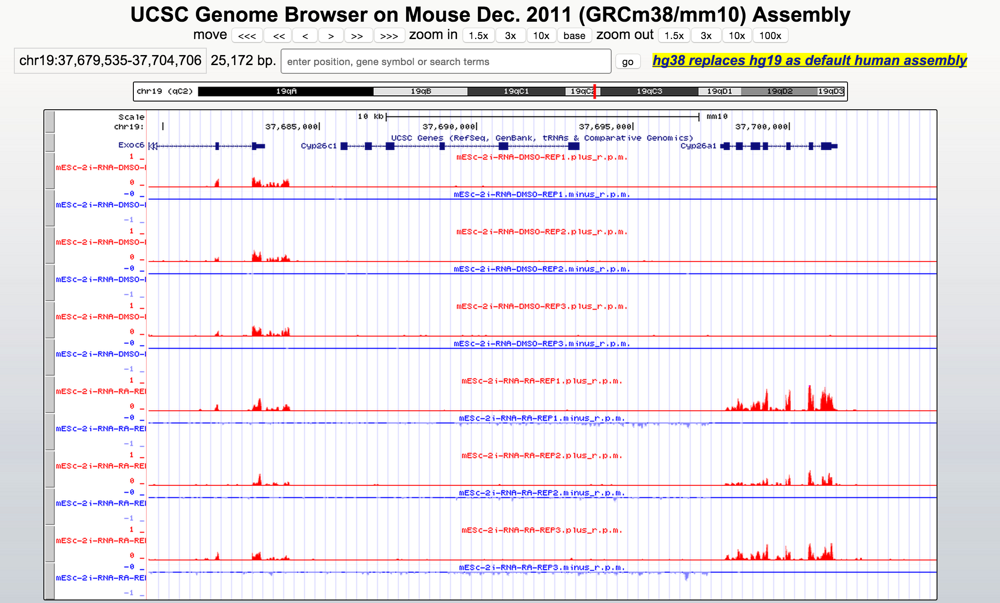 UCSC Genome Browser on Mouse Dec. 2011 (GRCm38/mm10) Assembly
move <<< << < > >> >>> zoom in 1.5x 3x 10x base zoom out 1.5x 3x 10x 100x
chr19:37,679,535-37,704,706 25,172 bp. enter position, gene symbol or search terms go hg38 replaces hg19 as default human assembly
chr19 (qC2) 19qA 19qB 19qC1 19qC2 19qC3 19qD1 19qD2 19qD3
Scale 10 kb mm10
chr19: 37,685,000 37,690,000 37,695,000 37,700,000
UCSC Genes (RefSeq, GenBank, tRNAs & Comparative Genomics)
Exoc6 Cyp26c1 Cyp26a1
1 _ mESc-2i-RNA-DMSO-REP1.plus_r.p.m.
mESc-2i-RNA-DMSO-
0 _
-0 _ mESc-2i-RNA-DMSO-REP1.minus_r.p.m.
mESc-2i-RNA-DMSO-
-1 _
1 _ mESc-2i-RNA-DMSO-REP2.plus_r.p.m.
mESc-2i-RNA-DMSO-
0 _
-0 _ mESc-2i-RNA-DMSO-REP2.minus_r.p.m.
mESc-2i-RNA-DMSO-
-1 _
1 _ mESc-2i-RNA-DMSO-REP3.plus_r.p.m.
mESc-2i-RNA-DMSO-
0 _
-0 _ mESc-2i-RNA-DMSO-REP3.minus_r.p.m.
mESc-2i-RNA-DMSO-
-1 _
1 _ mESc-2i-RNA-RA-REP1.plus_r.p.m.
mESc-2i-RNA-RA-RE
0 _
-0 _ mESc-2i-RNA-RA-REP1.minus_r.p.m.
mESc-2i-RNA-RA-RE
-1 _
1 _ mESc-2i-RNA-RA-REP2.plus_r.p.m.
mESc-2i-RNA-RA-RE
0 _
-0 _ mESc-2i-RNA-RA-REP2.minus_r.p.m.
mESc-2i-RNA-RA-RE
-1 _
1 _ mESc-2i-RNA-RA-REP3.plus_r.p.m.
mESc-2i-RNA-RA-RE
0 _
-0 _ mESc-2i-RNA-RA-REP3.minus_r.p.m.
mESc-2i-RNA-RA-RE
-1 _